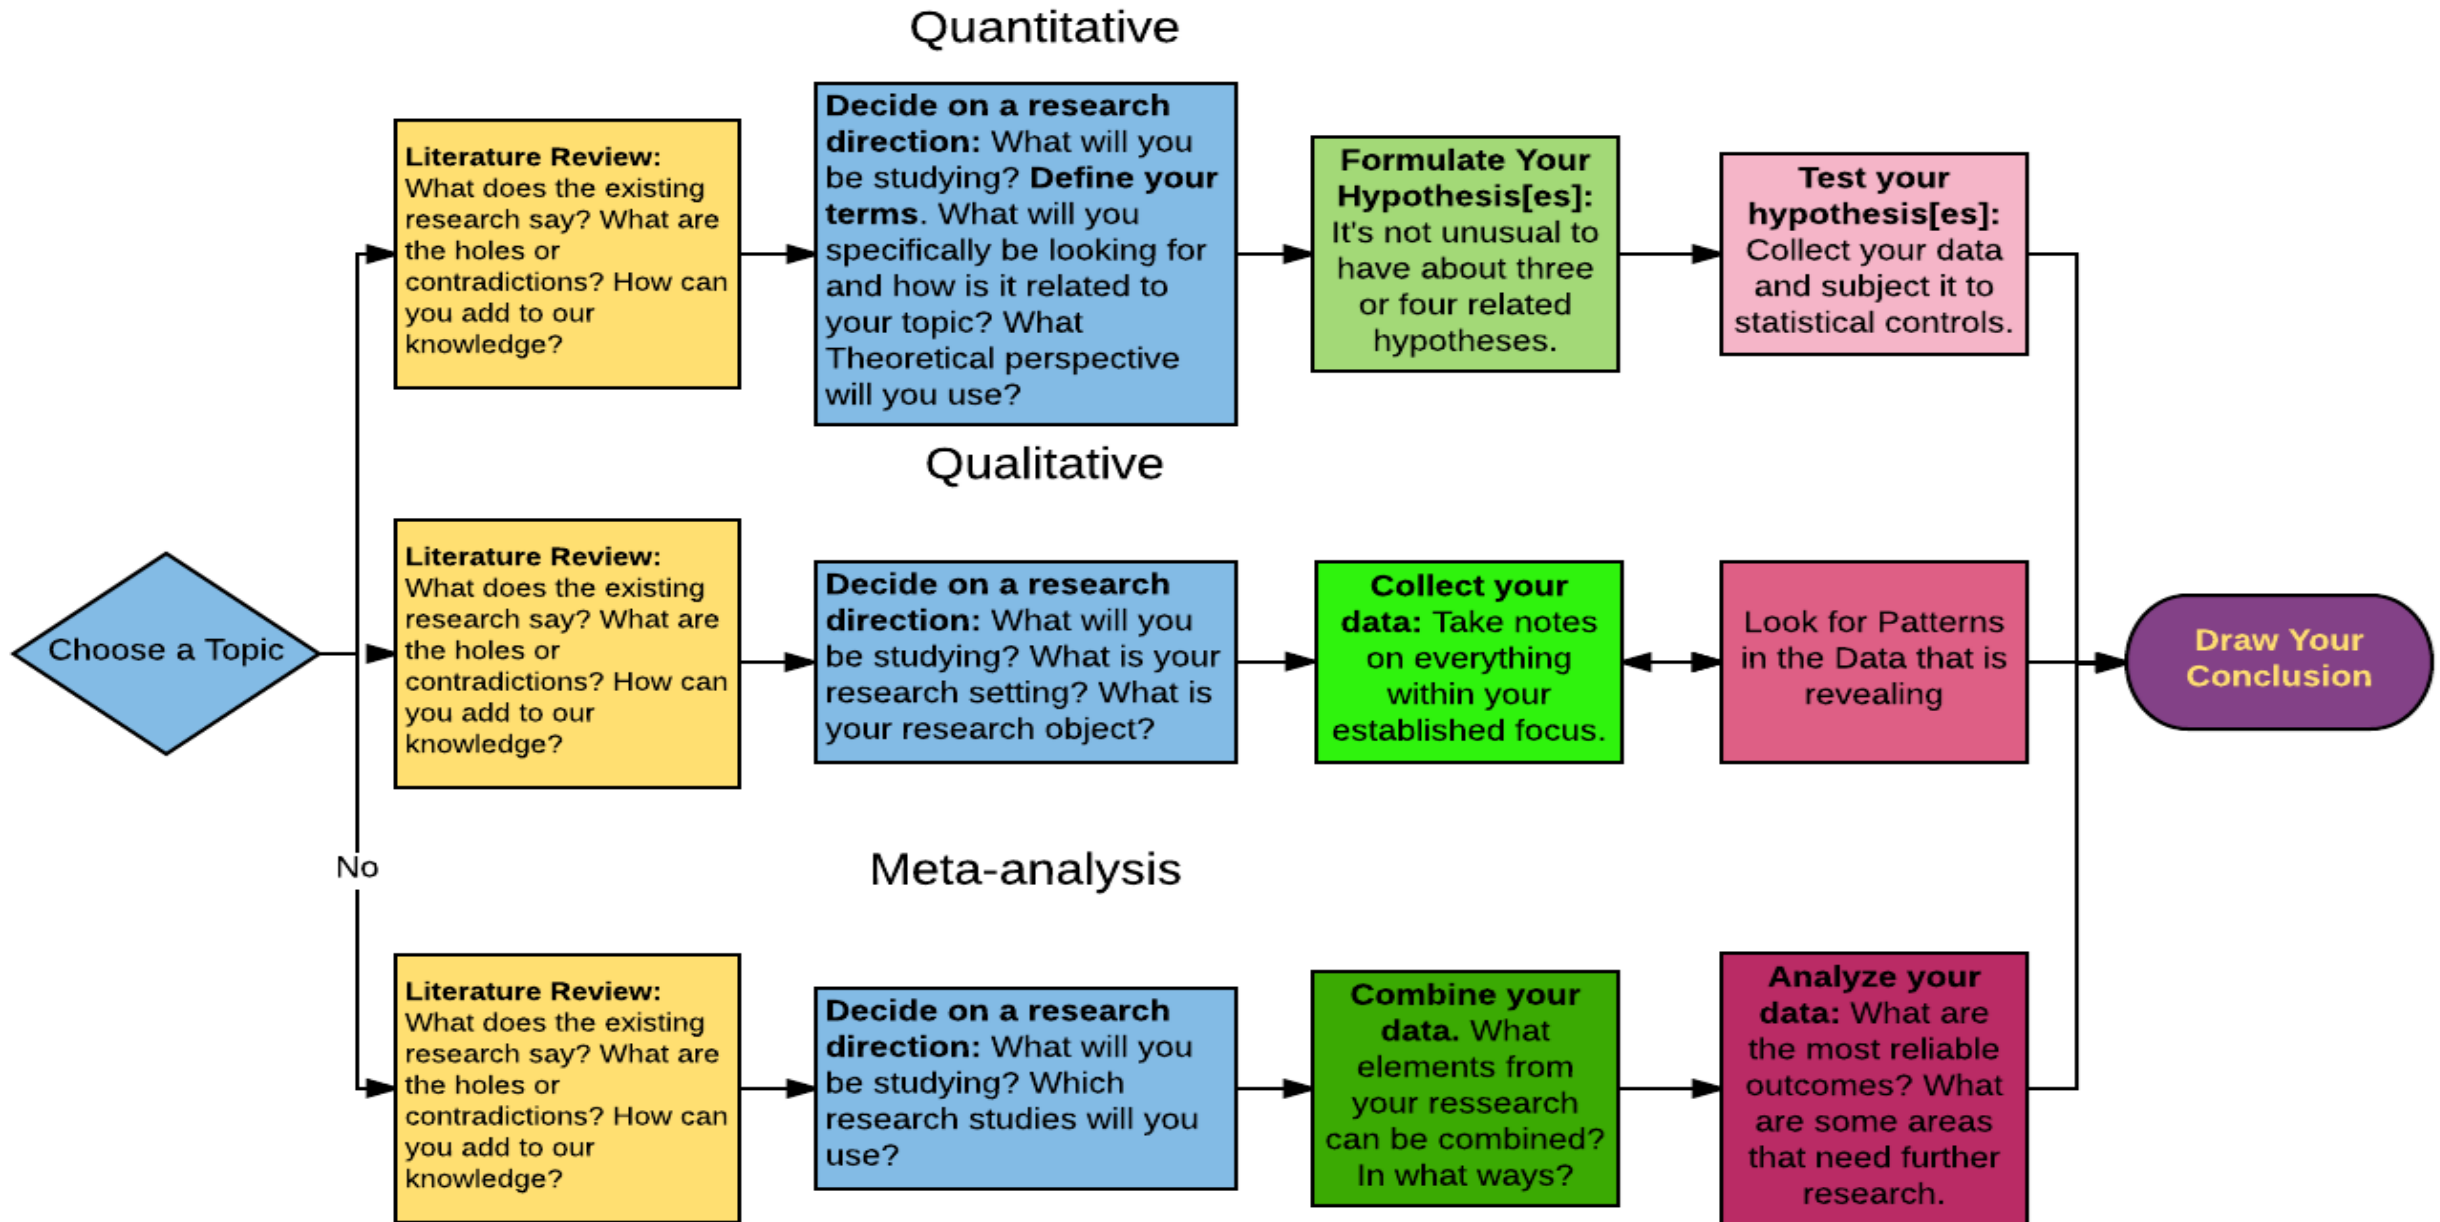 Quantitative
Literature Review:
What does the existing
research say? What are
the holes or
contradictions? How can
you add to our
knowledge?
Decide on a research
direction: What will you
be studying? Define your
terms. What will you
specifically be looking for
and how is it related to
your topic? What
Theoretical perspective
will you use?
Formulate Your
Hypothesis[es]:
It's not unusual to
have about three
or four related
hypotheses.
Test your
hypothesis[es]:
Collect your data
and subject it to
statistical controls.
Qualitative
Choose a Topic
Literature Review:
What does the existing
research say? What are
the holes or
contradictions? How can
you add to our
knowledge?
Decide on a research
direction: What will you
be studying? What is your
research setting? What is
your research object?
Collect your
data: Take notes
on everything
within your
established focus.
Look for Patterns
in the Data that is
revealing
Draw Your
Conclusion
No
Meta-analysis
Literature Review:
What does the existing
research say? What are
the holes or
contradictions? How can
you add to our
knowledge?
Decide on a research
direction: What will you
be studying? Which
research studies will you
use?
Combine your
data. What
elements from
your ressearch
can be combined?
In what ways?
Analyze your
data: What are
the most reliable
outcomes? What
are some areas
that need further
research.